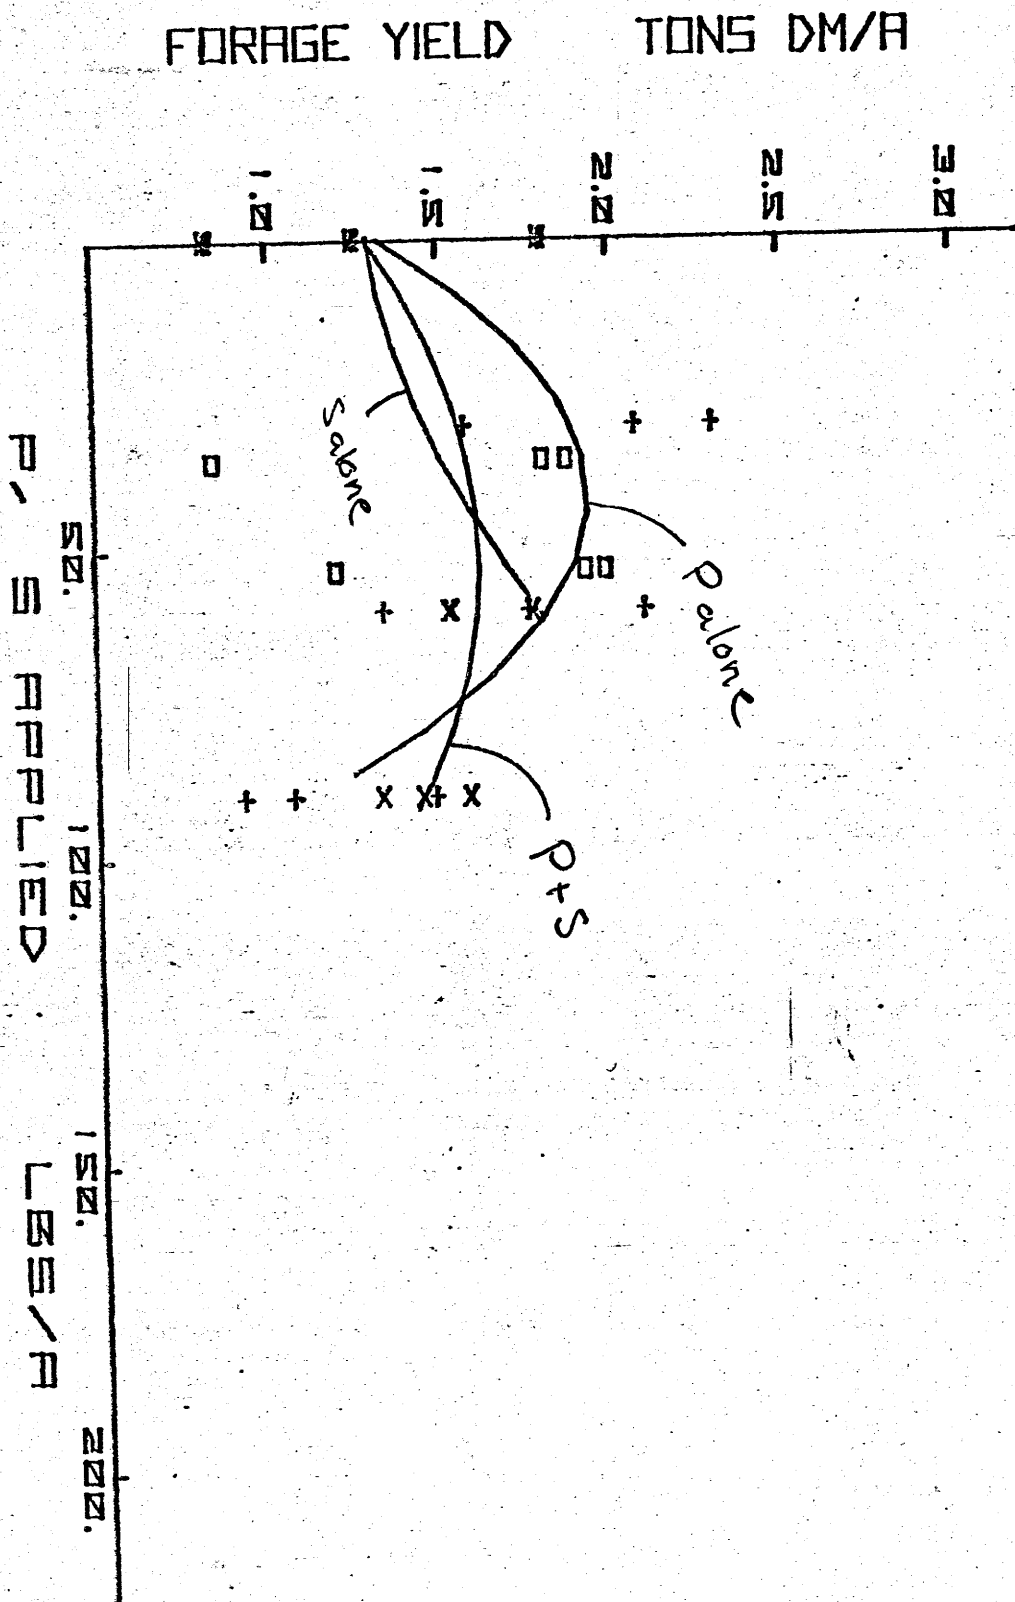 FORAGE YIELD TONS DM/A
1.0
1.5
2.0
2.5
3.0
S alone
P alone
P+S
50.
100.
150.
200.
P, S APPLIED LBS/A